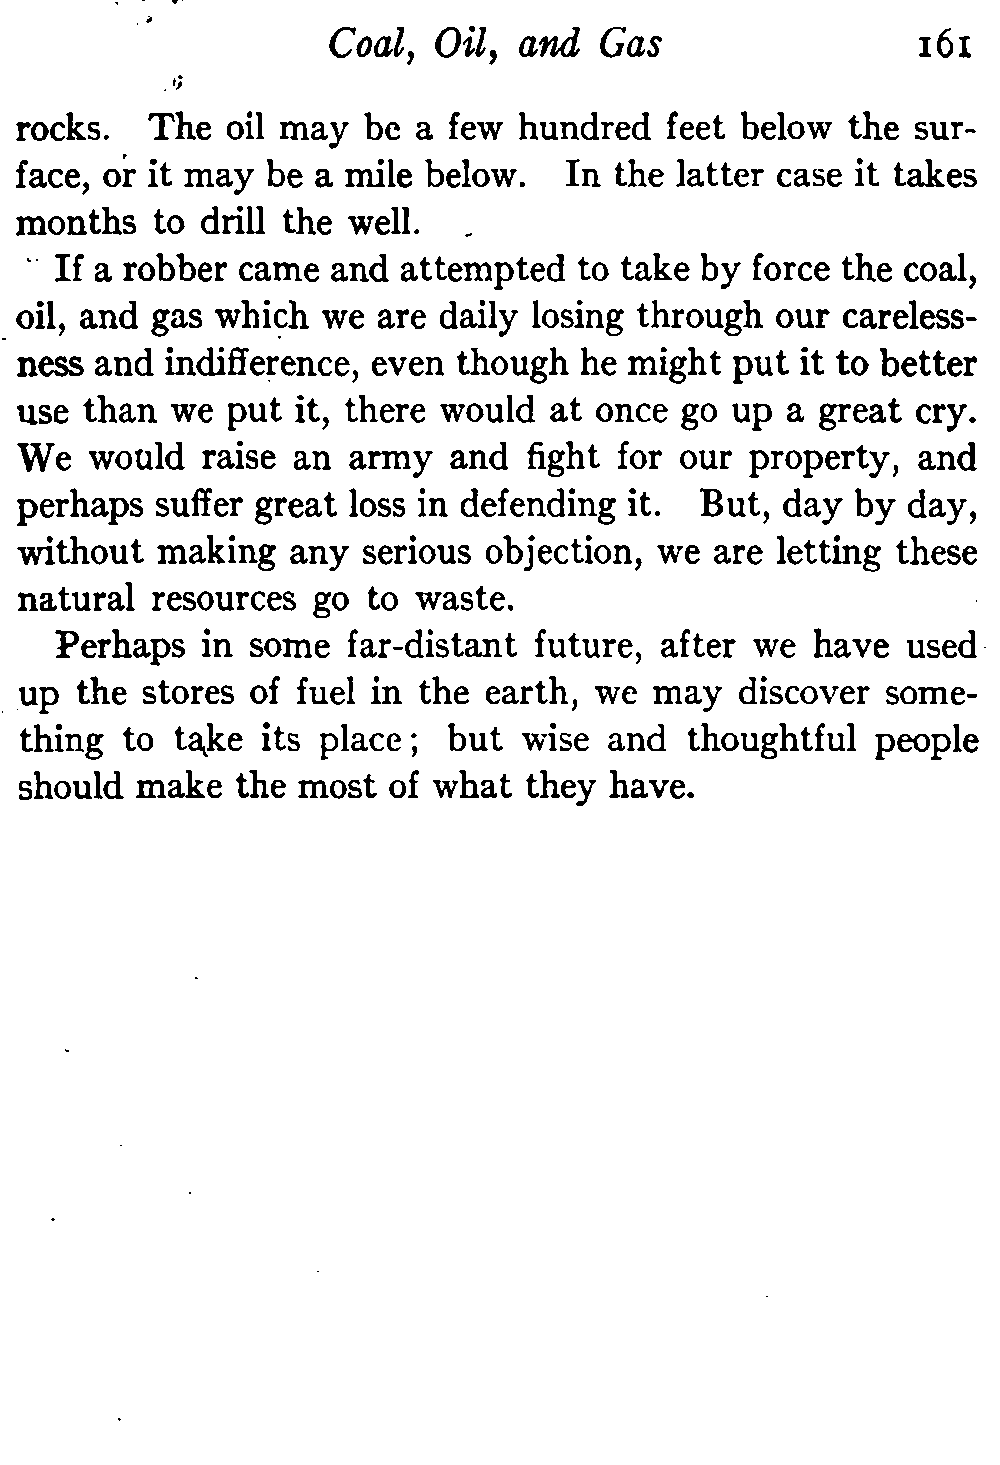 Coal, Oil, and Gas 161
rocks. The oil may be a few hundred feet below the sur-
face, or it may be a mile below. In the latter case it takes
months to drill the well.
If a robber came and attempted to take by force the coal,
oil, and gas which we are daily losing through our careless-
ness and indifference, even though he might put it to better
use than we put it, there would at once go up a great cry.
We would raise an army and fight for our property, and
perhaps suffer great loss in defending it. But, day by day,
without making any serious objection, we are letting these
natural resources go to waste.
Perhaps in some far-distant future, after we have used
up the stores of fuel in the earth, we may discover some-
thing to take its place; but wise and thoughtful people
should make the most of what they have.